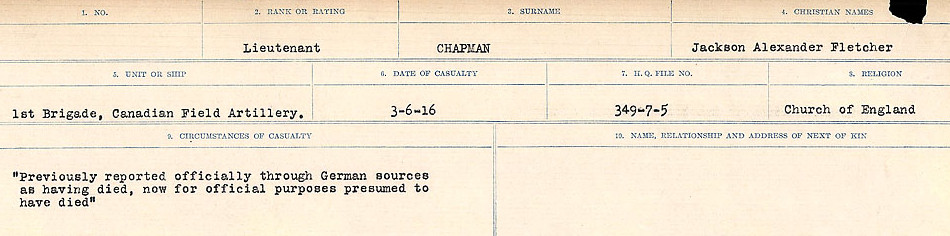 1. NO.
2. RANK OR RATING
3. SURNAME
4. CHRISTIAN NAMES
Lieutenant
CHAPMAN
Jackson Alexander Fletcher
5. UNIT OR SHIP
6. DATE OF CASUALTY
7. H.Q. FILE NO.
8. RELIGION
1st Brigade, Canadian Field Artillery.
3-6-16
349-7-5
Church of England
9. CIRCUMSTANCES OF CASUALTY
10. NAME, RELATIONSHIP AND ADDRESS OF NEXT OF KIN
"Previously reported officially through German sources
as having died, now for official purposes presumed to
have died"